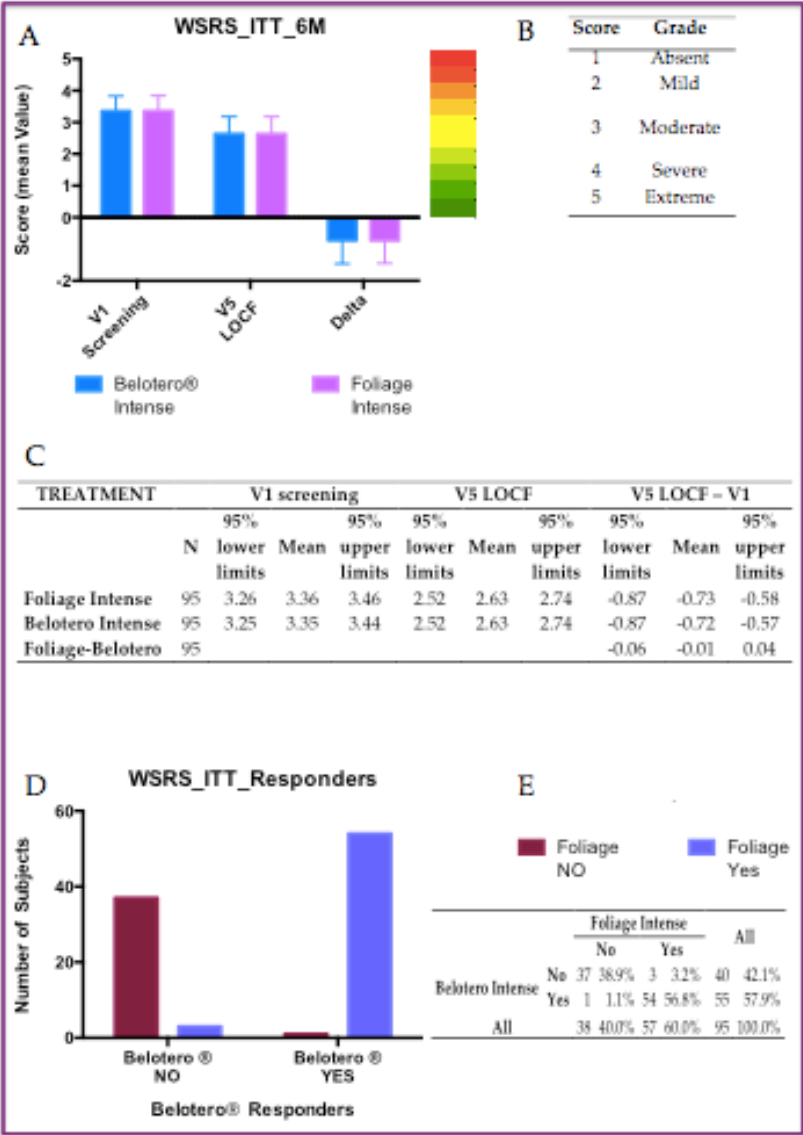 A
WSRS_ITT_6M
Score (mean Value)
5
4
3
2
1
0
-2
V1
Screening
V5
LOCF
Delta
Belotero®
Intense
Foliage
Intense
B
Score Grade
1 Absent
2 Mild
3 Moderate
4 Severe
5 Extreme
C
TREATMENT V1 screening V5 LOCF V5 LOCF – V1
95% 95% 95% 95% 95% 95%
N lower Mean upper lower Mean upper lower Mean upper
limits limits limits limits limits limits
Foliage Intense 95 3.26 3.36 3.46 2.52 2.63 2.74 -0.87 -0.73 -0.58
Belotero Intense 95 3.25 3.35 3.44 2.52 2.63 2.74 -0.87 -0.72 -0.57
Foliage-Belotero 95 -0.06 -0.01 0.04
D
WSRS_ITT_Responders
Number of Subjects
60
40
20
0
Belotero ®
NO
Belotero ®
YES
Belotero® Responders
E
Foliage
NO
Foliage
Yes
Foliage Intense All
No Yes
Belotero Intense No 37 38.9% 3 3.2% 40 42.1%
Yes 1 1.1% 54 56.8% 55 57.9%
All 38 40.0% 57 60.0% 95 100.0%